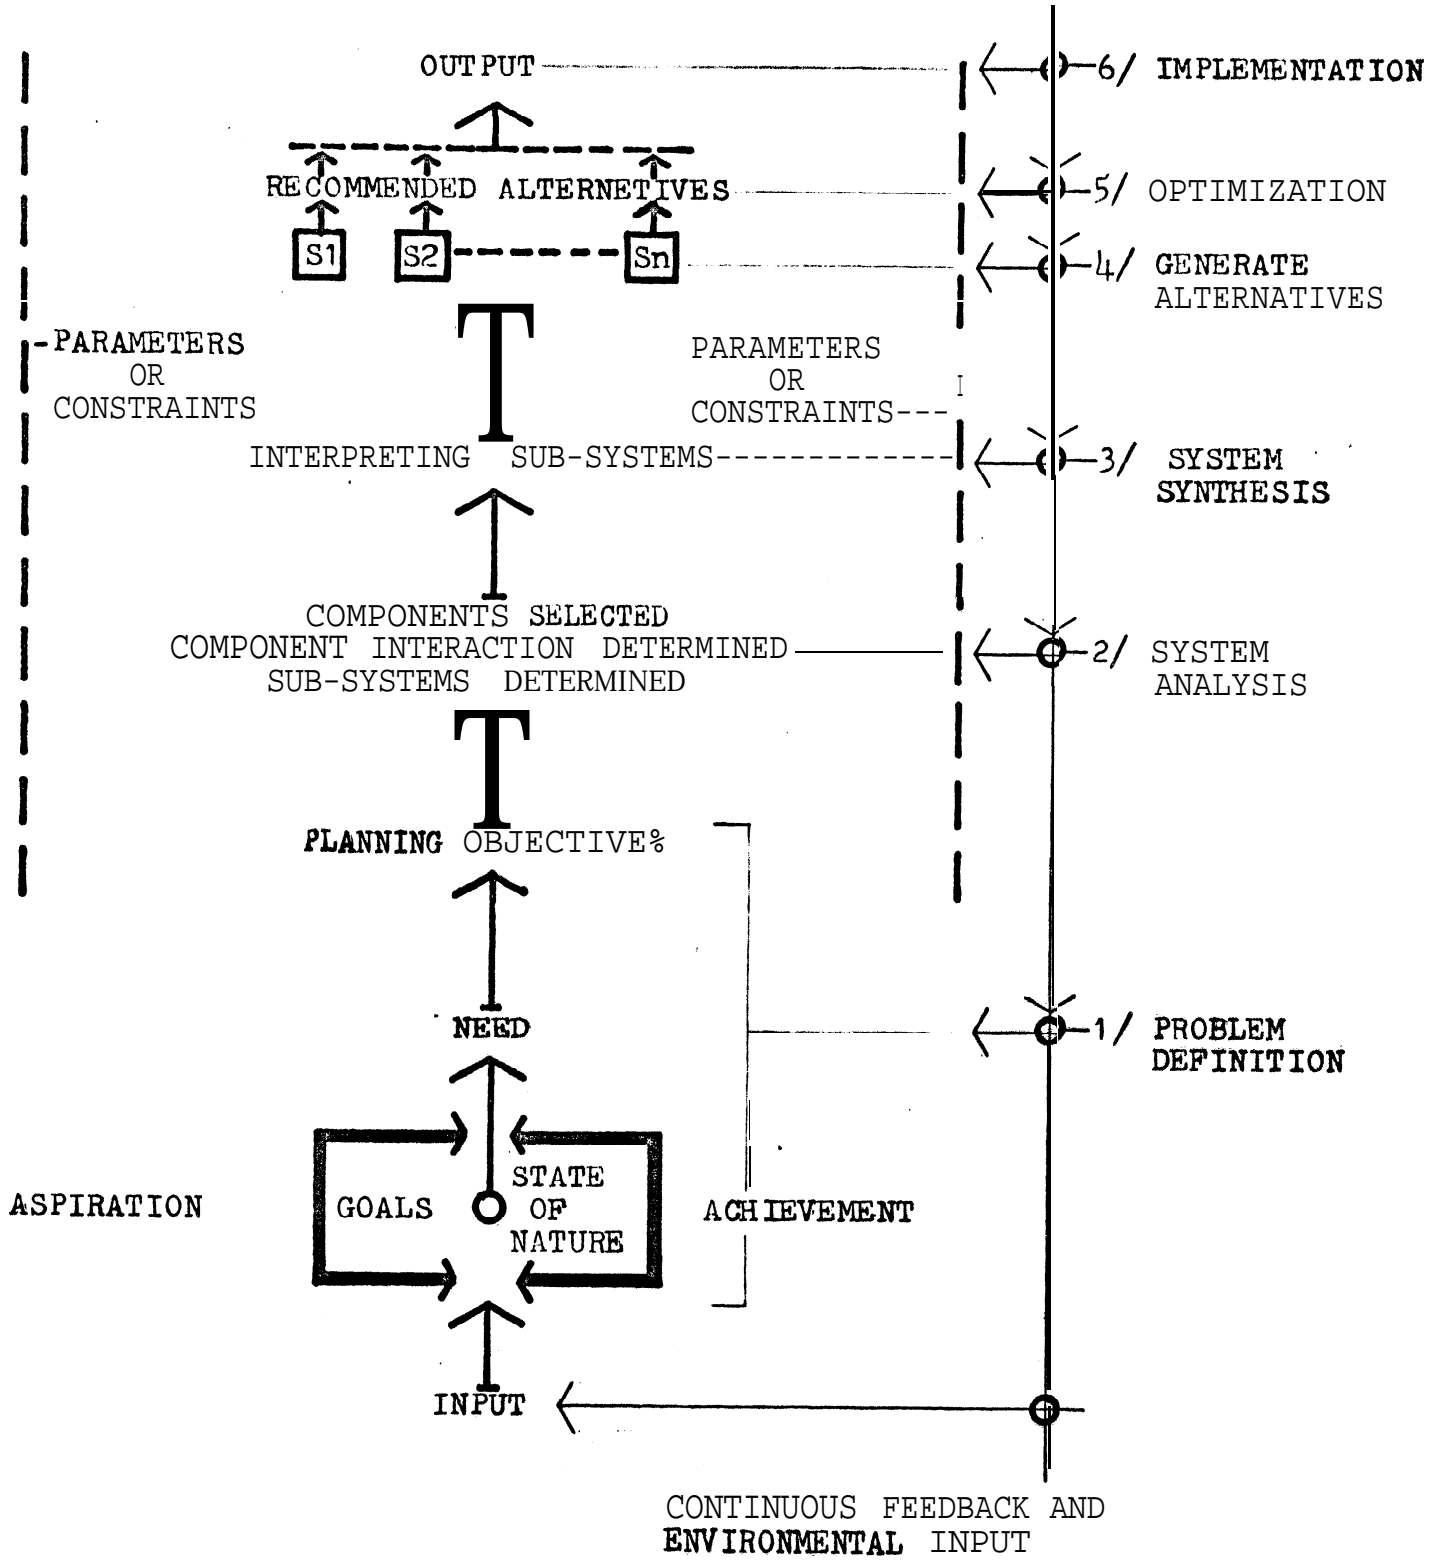 OUTPUT
6/ IMPLEMENTATION
RECOMMENDED ALTERNETIVES
5/ OPTIMIZATION
S1 S2 Sn
4/ GENERATE
ALTERNATIVES
-PARAMETERS
OR
CONSTRAINTS
PARAMETERS
OR
CONSTRAINTS---
INTERPRETING SUB-SYSTEMS
3/ SYSTEM
SYNTHESIS
COMPONENTS SELECTED
COMPONENT INTERACTION DETERMINED
SUB-SYSTEMS DETERMINED
2/ SYSTEM
ANALYSIS
PLANNING OBJECTIVE%
NEED
1/ PROBLEM
DEFINITION
ASPIRATION
GOALS
STATE
OF
NATURE
ACHIEVEMENT
INPUT
CONTINUOUS FEEDBACK AND
ENVIRONMENTAL INPUT